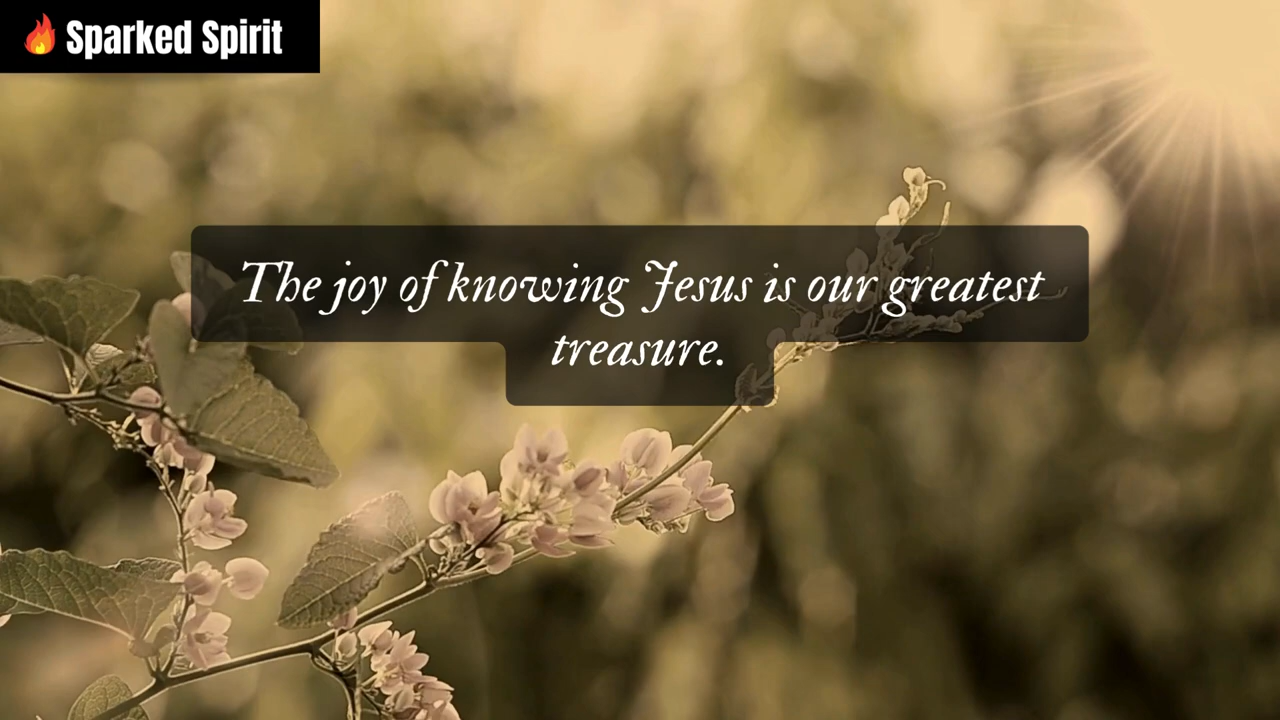 🔥 Sparked Spirit
The joy of knowing Jesus is our greatest
treasure.